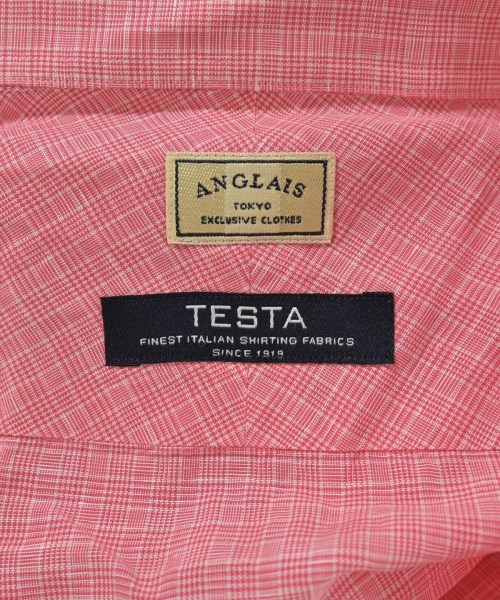 ANGLAIS
TOKYO
EXCLUSIVE CLOTHES
TESTA
FINEST ITALIAN SHIRTING FABRICS
SINCE 1919